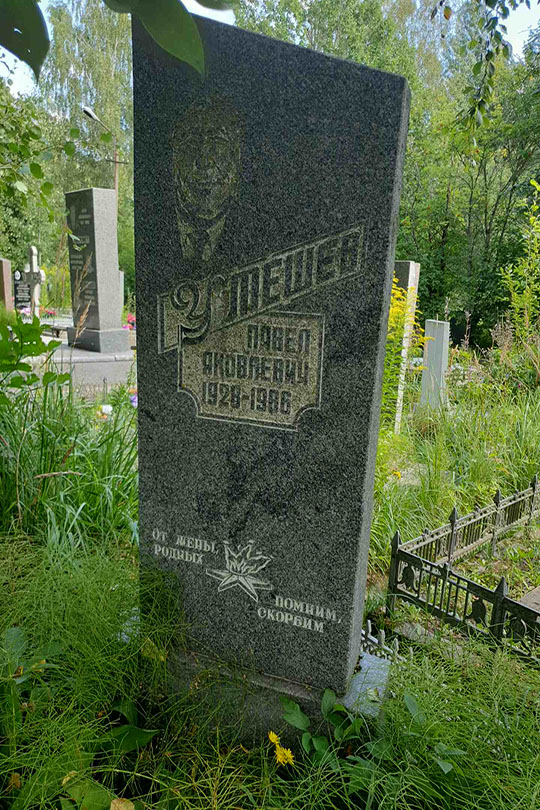 Утешев
Павел
Яковлевич
1928-1986
От жены,
родных
помним,
скорбим